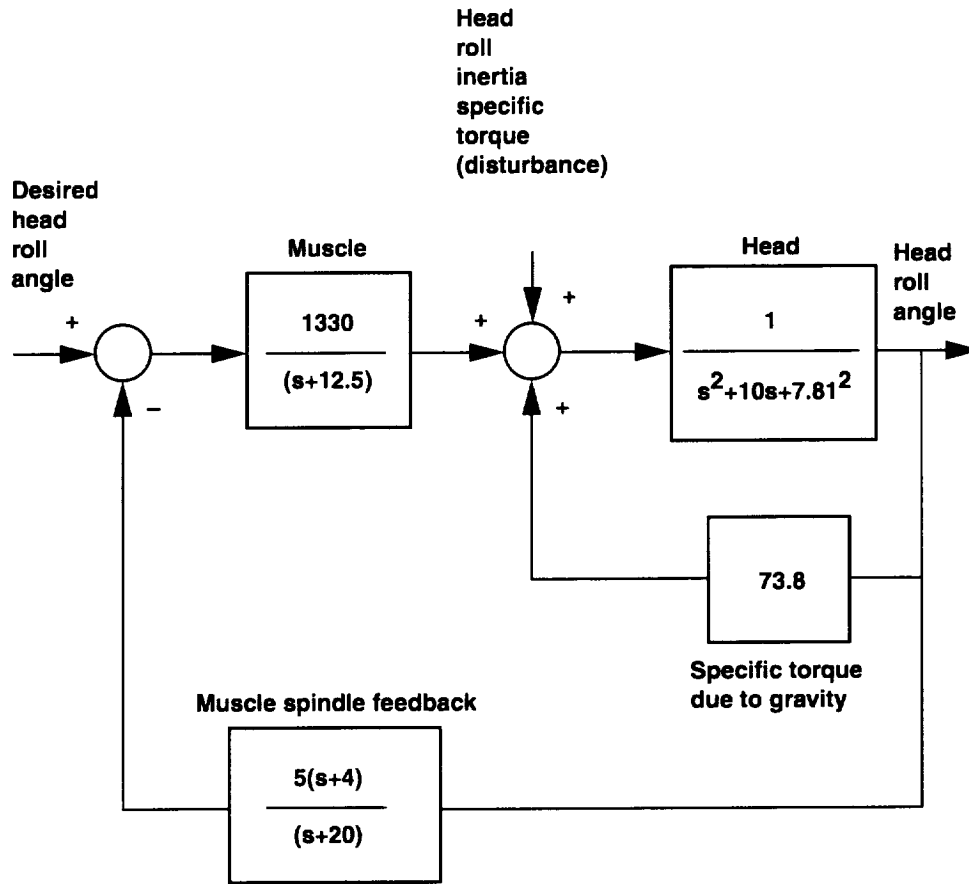 Head
roll
inertia
specific
torque
(disturbance)
Desired
head
roll
angle
Muscle
Head
Head
roll
angle
+
+
+
1330
(s+12.5)
1
s²+10s+7.81²
−
+
73.8
Specific torque
due to gravity
Muscle spindle feedback
5(s+4)
(s+20)